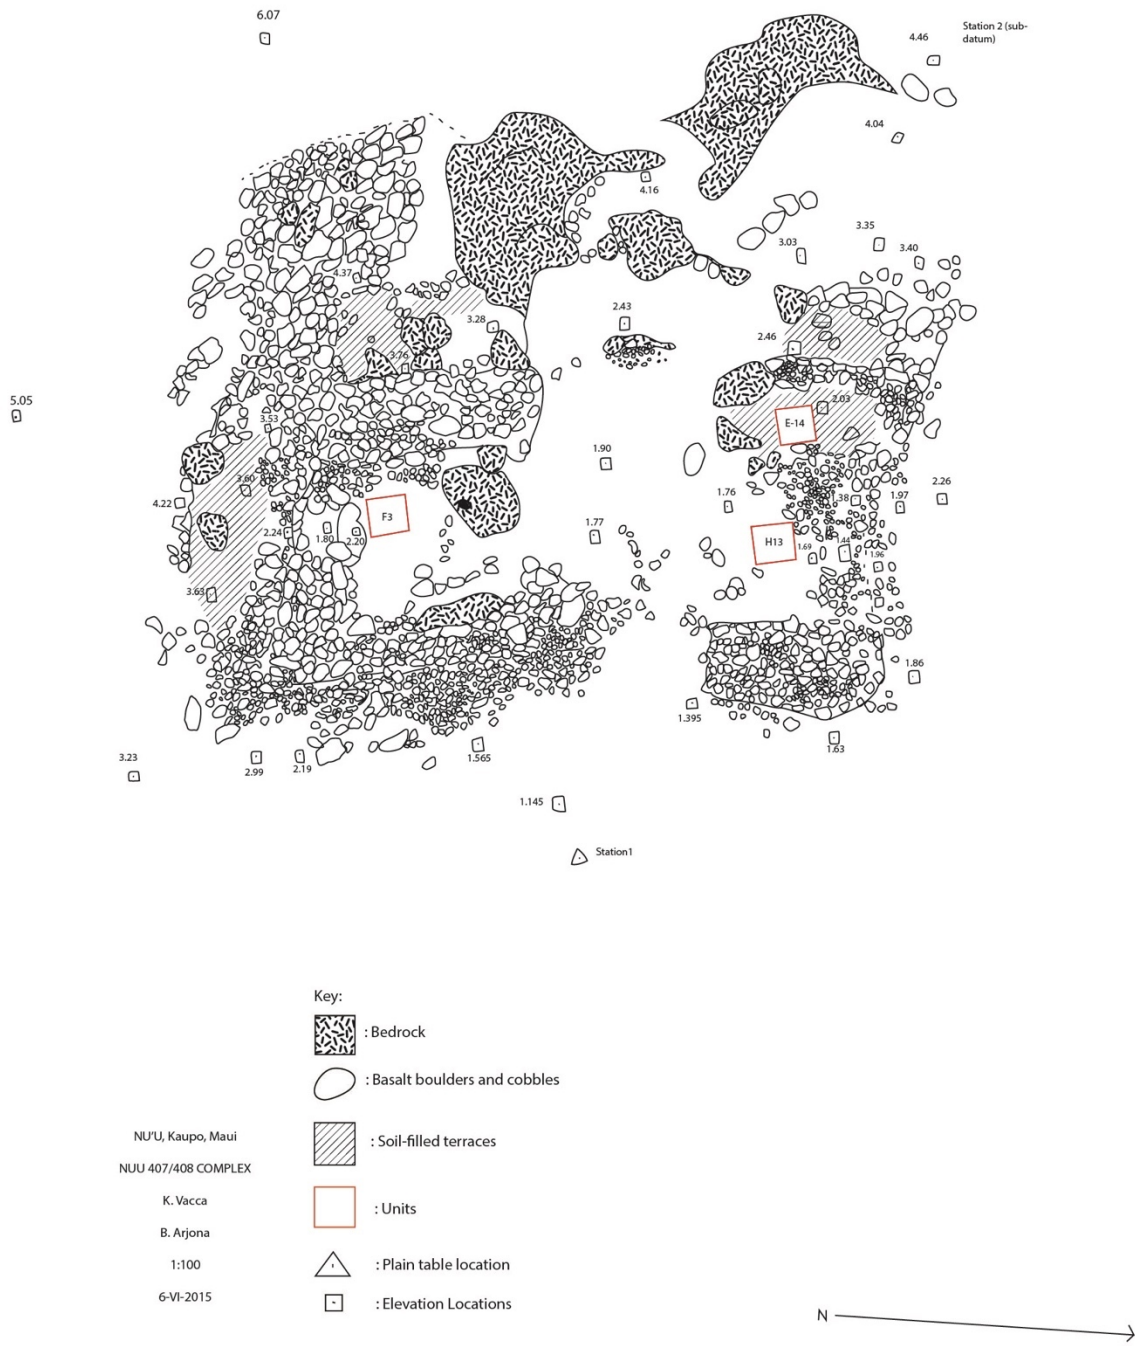 6.07
4.46
Station 2 (sub-
datum)
4.04
4.16
3.35
3.03
3.40
4.37
2.43
3.28
2.46
3.76
5.05
2.03
3.53
E-14
1.90
3.60
4.22
1.76
1.38
1.97
2.26
F3
1.77
2.24
1.80
2.20
H13
1.69
1.44
1.96
3.63
1.86
1.395
1.63
3.23
2.99
2.19
1.565
1.145
Station1
Key:
: Bedrock
: Basalt boulders and cobbles
: Soil-filled terraces
: Units
: Plain table location
: Elevation Locations
NU'U, Kaupo, Maui
NUU 407/408 COMPLEX
K. Vacca
B. Arjona
1:100
6-VI-2015
N